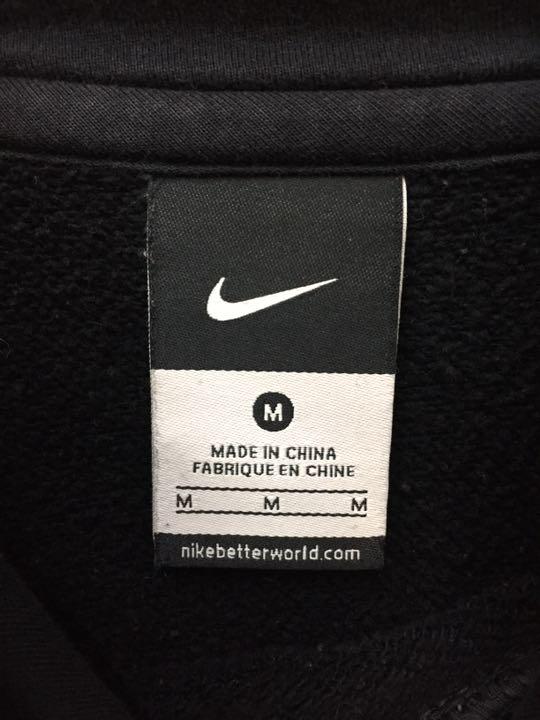 M
MADE IN CHINA
FABRIQUE EN CHINE
M M M
nikebetterworld.com